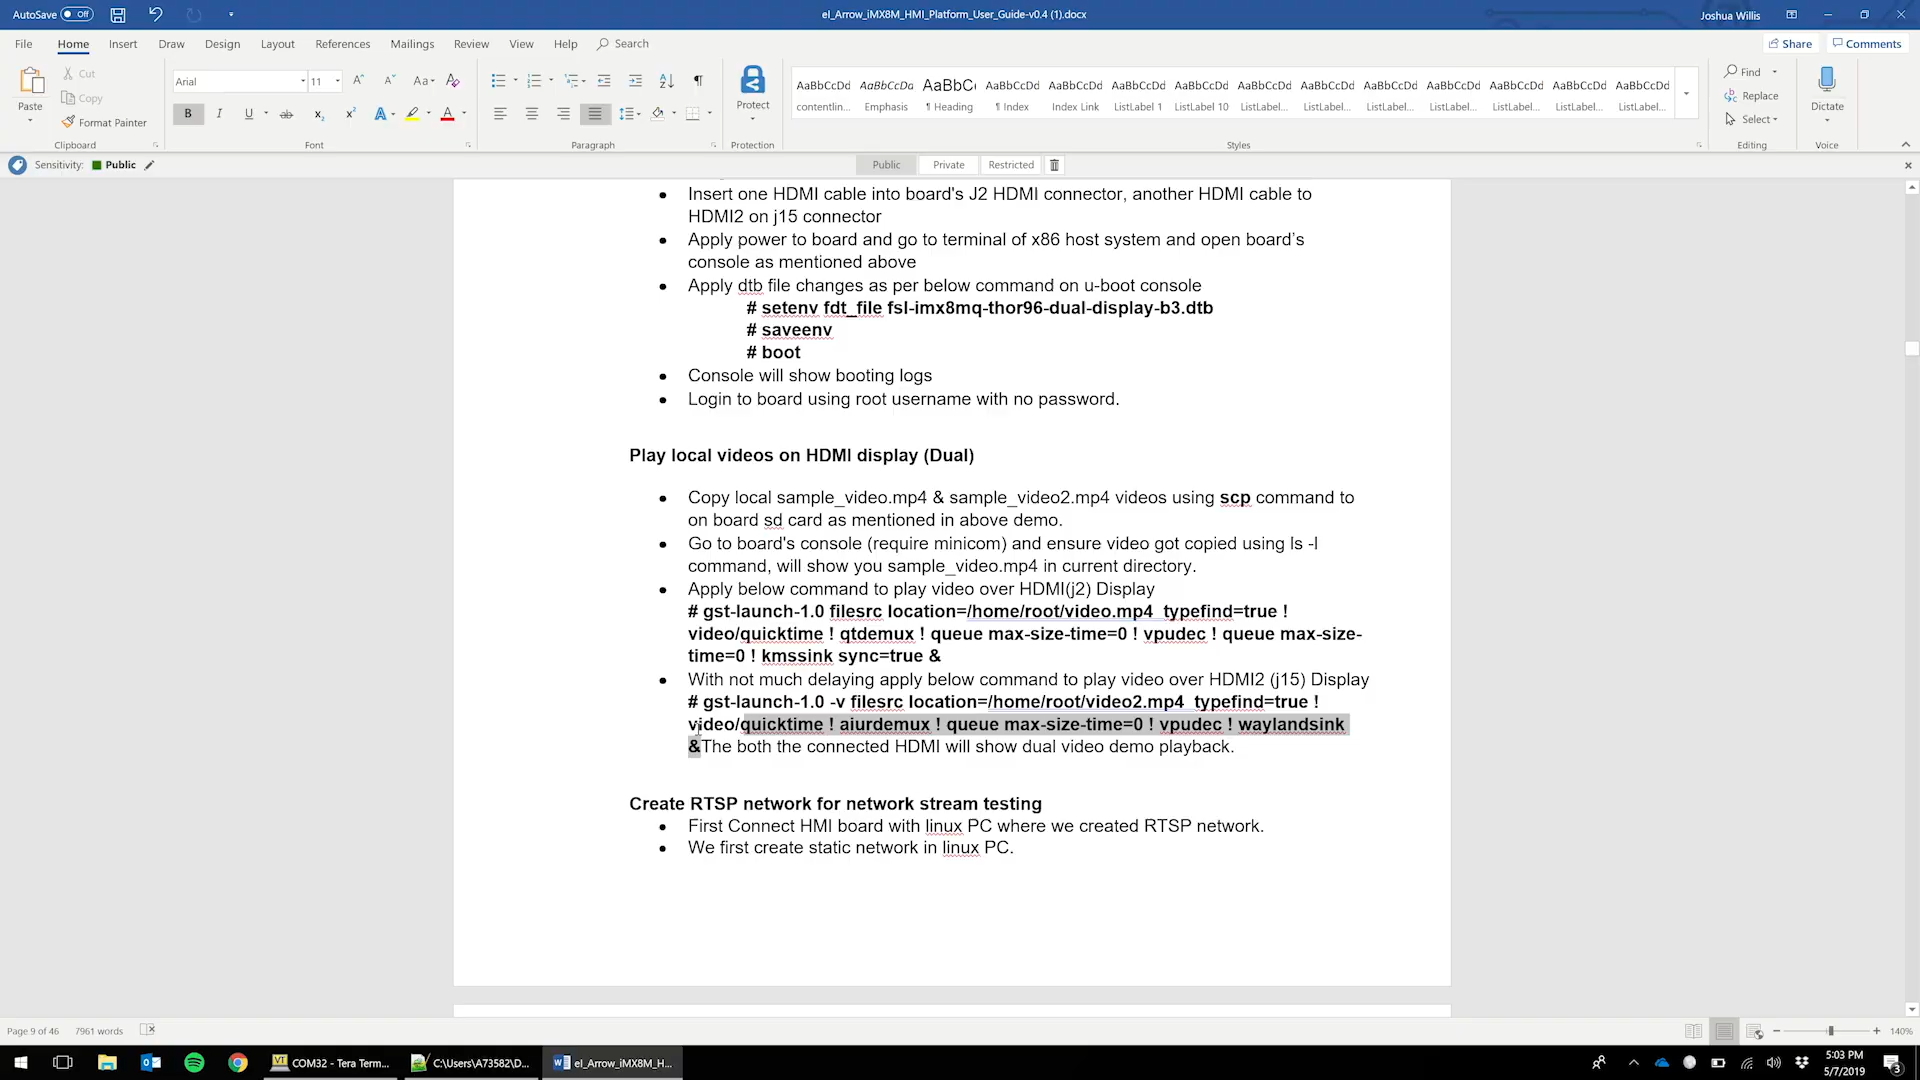 AutoSave Off
eI_Arrow_iMX8M_HMI_Platform_User_Guide-v0.4 (1).docx
Joshua Willis
File Home Insert Draw Design Layout References Mailings Review View Help Search
Share Comments
Paste
Cut
Copy
Format Painter
Clipboard
Arial 11
Font
Paragraph
Protect
Protection
AaBbCcDd AaBbCcDa AaBbC( AaBbCcDd AaBbCcDd AaBbCcDd AaBbCcDd AaBbCcDd AaBbCcDd AaBbCcDd AaBbCcDd AaBbCcDd AaBbCcDd
contentlin... Emphasis ¶ Heading ¶ Index Index Link ListLabel 1 ListLabel 10 ListLabel... ListLabel... ListLabel... ListLabel... ListLabel... ListLabel...
Styles
Find
Replace
Select
Editing
Dictate
Voice
Sensitivity: Public
Public Private Restricted
Insert one HDMI cable into board's J2 HDMI connector, another HDMI cable to
HDMI2 on j15 connector
Apply power to board and go to terminal of x86 host system and open board’s
console as mentioned above
Apply dtb file changes as per below command on u-boot console
# setenv fdt_file fsl-imx8mq-thor96-dual-display-b3.dtb
# saveenv
# boot
Console will show booting logs
Login to board using root username with no password.
Play local videos on HDMI display (Dual)
Copy local sample_video.mp4 & sample_video2.mp4 videos using scp command to
on board sd card as mentioned in above demo.
Go to board's console (require minicom) and ensure video got copied using ls -l
command, will show you sample_video.mp4 in current directory.
Apply below command to play video over HDMI(j2) Display
# gst-launch-1.0 filesrc location=/home/root/video.mp4 typefind=true !
video/quicktime ! qtdemux ! queue max-size-time=0 ! vpudec ! queue max-size-
time=0 ! kmssink sync=true &
With not much delaying apply below command to play video over HDMI2 (j15) Display
# gst-launch-1.0 -v filesrc location=/home/root/video2.mp4 typefind=true !
video/quicktime ! aiurdemux ! queue max-size-time=0 ! vpudec ! waylandsink
&The both the connected HDMI will show dual video demo playback.
Create RTSP network for network stream testing
First Connect HMI board with linux PC where we created RTSP network.
We first create static network in linux PC.
Page 9 of 46 7961 words
140%
COM32 - Tera Term...
C:\Users\A73582\D...
eI_Arrow_iMX8M_H...
5:03 PM
5/7/2019
3